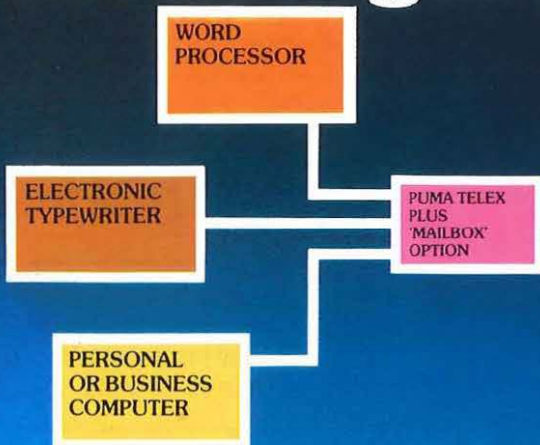 WORD
PROCESSOR
ELECTRONIC
TYPEWRITER
PUMA TELEX
PLUS
'MAILBOX'
OPTION
PERSONAL
OR BUSINESS
COMPUTER